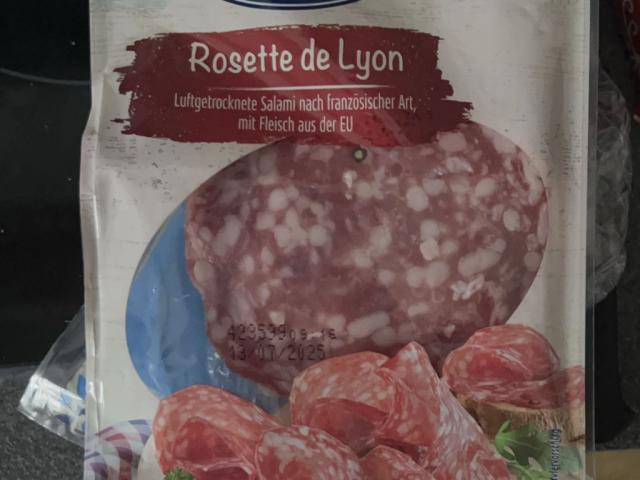 Rosette de Lyon
Luftgetrocknete Salami nach französischer Art,
mit Fleisch aus der EU
13/07/2025